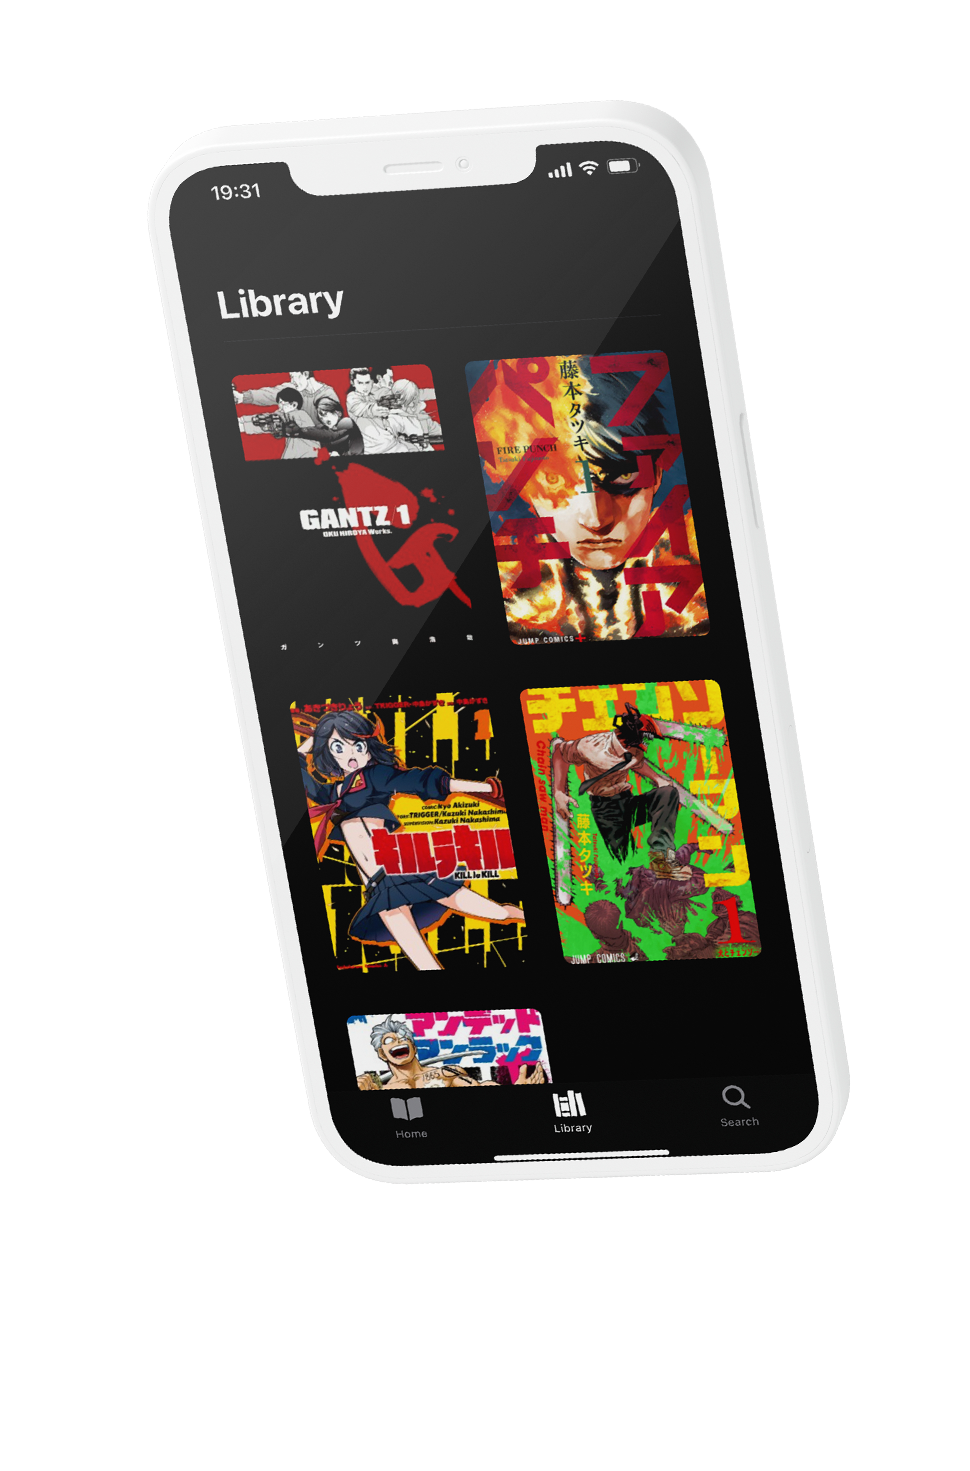 19:31
Library
GANTZ 1
OKU HIROYA Works.
ガ ン ツ 奥 浩 哉
ファイア
パンチ
藤本タツキ
1
FIRE PUNCH
JUMP COMICS+
1
COMIC: Ryo Akizuki
TRIGGER/Kazuki Nakashima
SUPERVISION: Kazuki Nakashima
キルラキル
KILL la KILL
チェンソー
マン
Chain saw man
藤本タツキ
1
JUMP COMICS
アンデッド
アンラック
Home
Library
Search